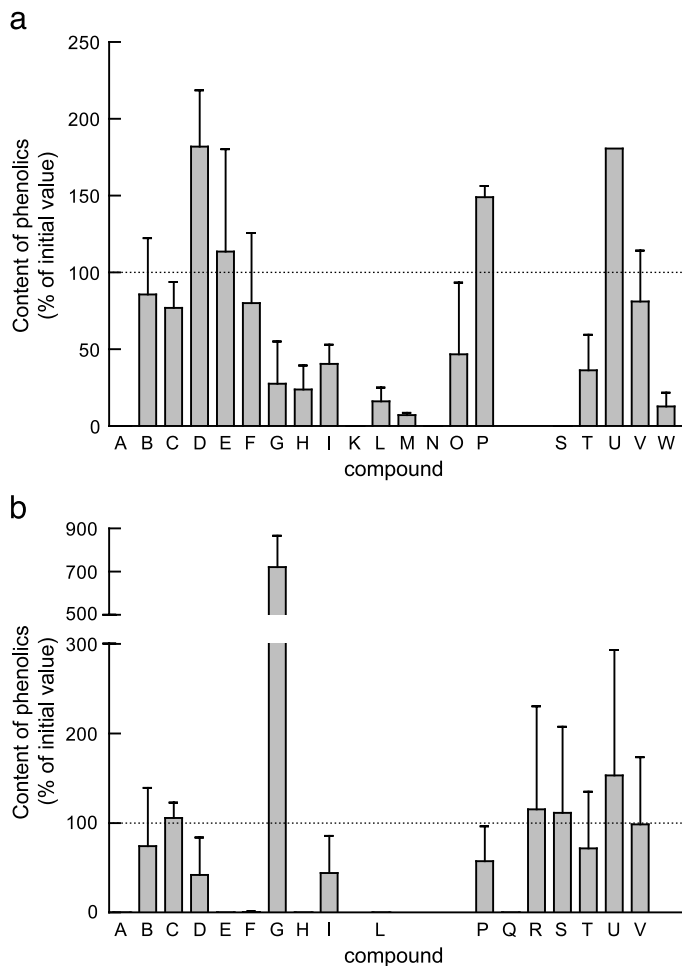 a
Content of phenolics
(% of initial value)
250
200
150
100
50
0
A B C D E F G H I K L M N O P S T U V W
compound
b
Content of phenolics
(% of initial value)
900
700
500
300
200
100
0
A B C D E F G H I L P Q R S T U V
compound